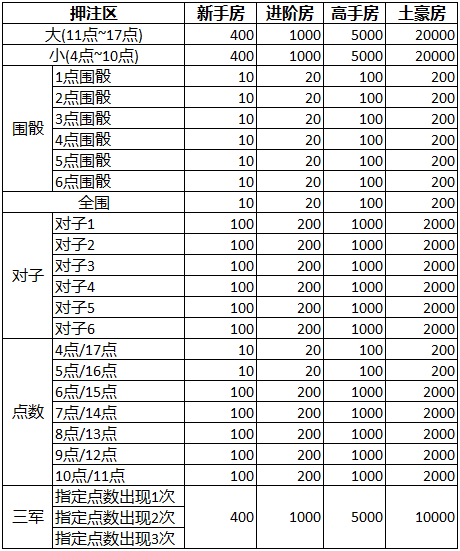 押注区 新手房 进阶房 高手房 土豪房
大(11点~17点) 400 1000 5000 20000
小(4点~10点) 400 1000 5000 20000
围骰 1点围骰 10 20 100 200
2点围骰 10 20 100 200
3点围骰 10 20 100 200
4点围骰 10 20 100 200
5点围骰 10 20 100 200
6点围骰 10 20 100 200
全围 10 20 100 200
对子 对子1 100 200 1000 2000
对子2 100 200 1000 2000
对子3 100 200 1000 2000
对子4 100 200 1000 2000
对子5 100 200 1000 2000
对子6 100 200 1000 2000
点数 4点/17点 10 20 100 200
5点/16点 10 20 100 200
6点/15点 100 200 1000 2000
7点/14点 100 200 1000 2000
8点/13点 100 200 1000 2000
9点/12点 100 200 1000 2000
10点/11点 100 200 1000 2000
三军 指定点数出现1次 400 1000 5000 10000
指定点数出现2次
指定点数出现3次